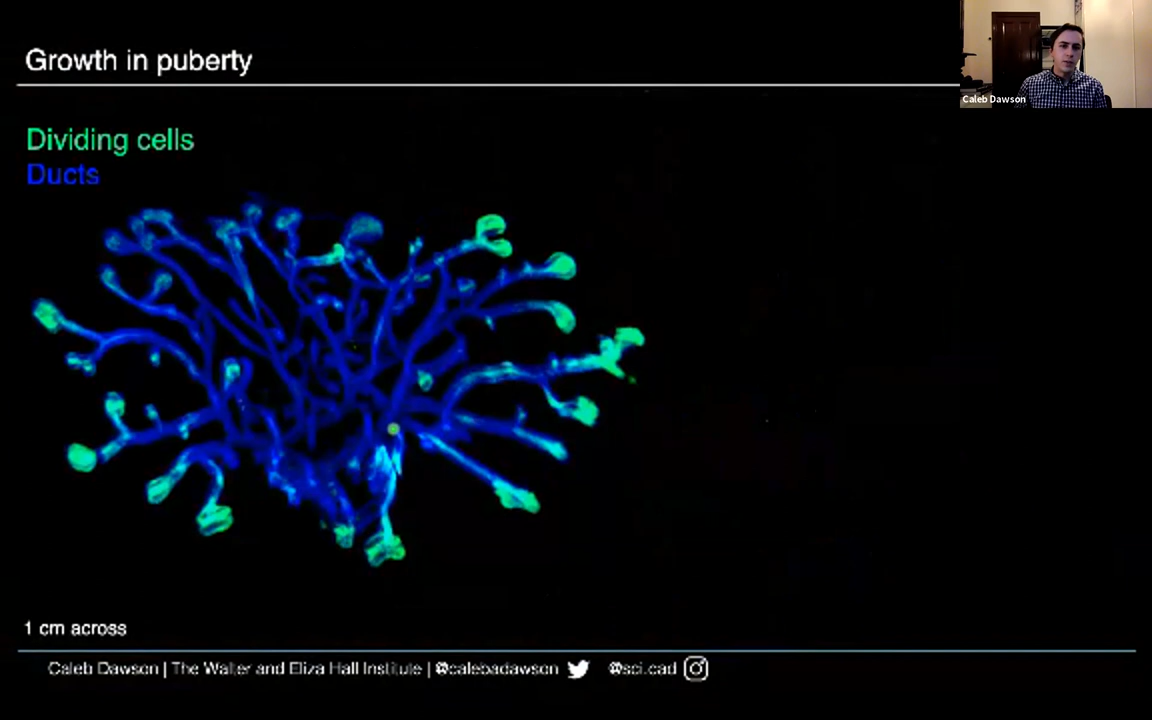 Growth in puberty
Caleb Dawson
Dividing cells
Ducts
1 cm across
Caleb Dawson | The Walter and Eliza Hall Institute | @calebadawson @sci.cad